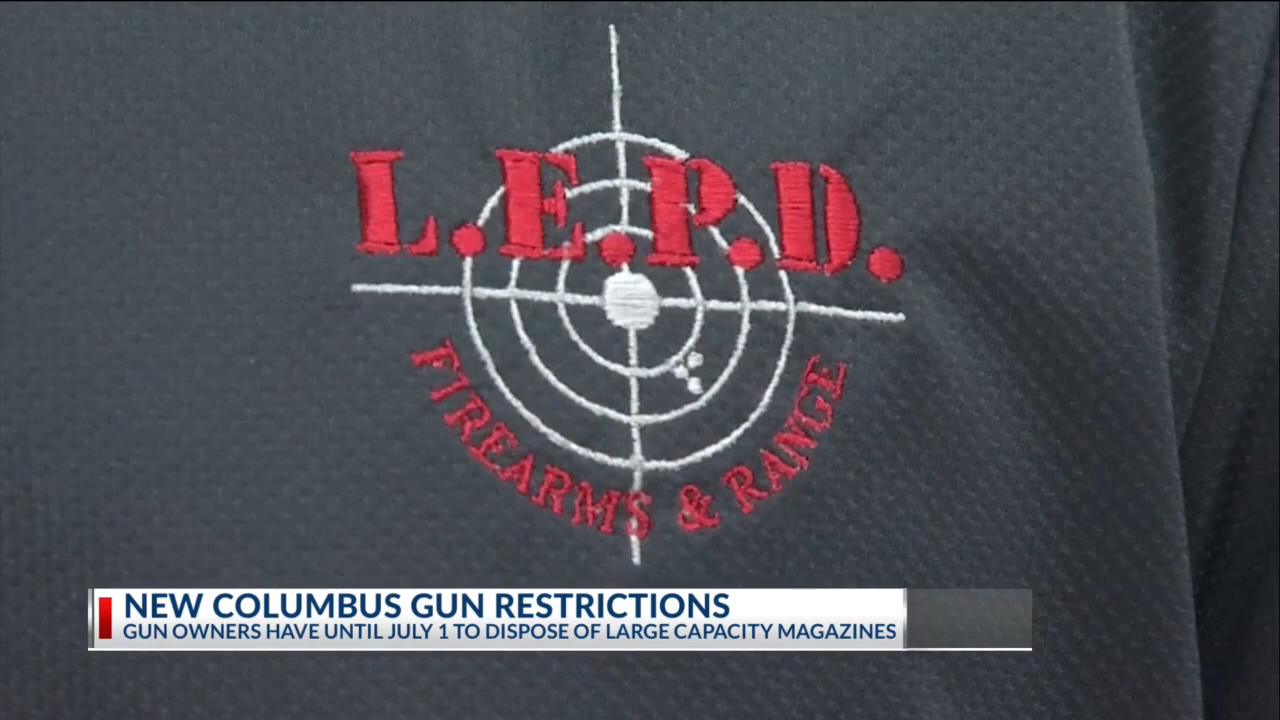 L.E.P.D.
FIREARMS & RANGE
NEW COLUMBUS GUN RESTRICTIONS
GUN OWNERS HAVE UNTIL JULY 1 TO DISPOSE OF LARGE CAPACITY MAGAZINES